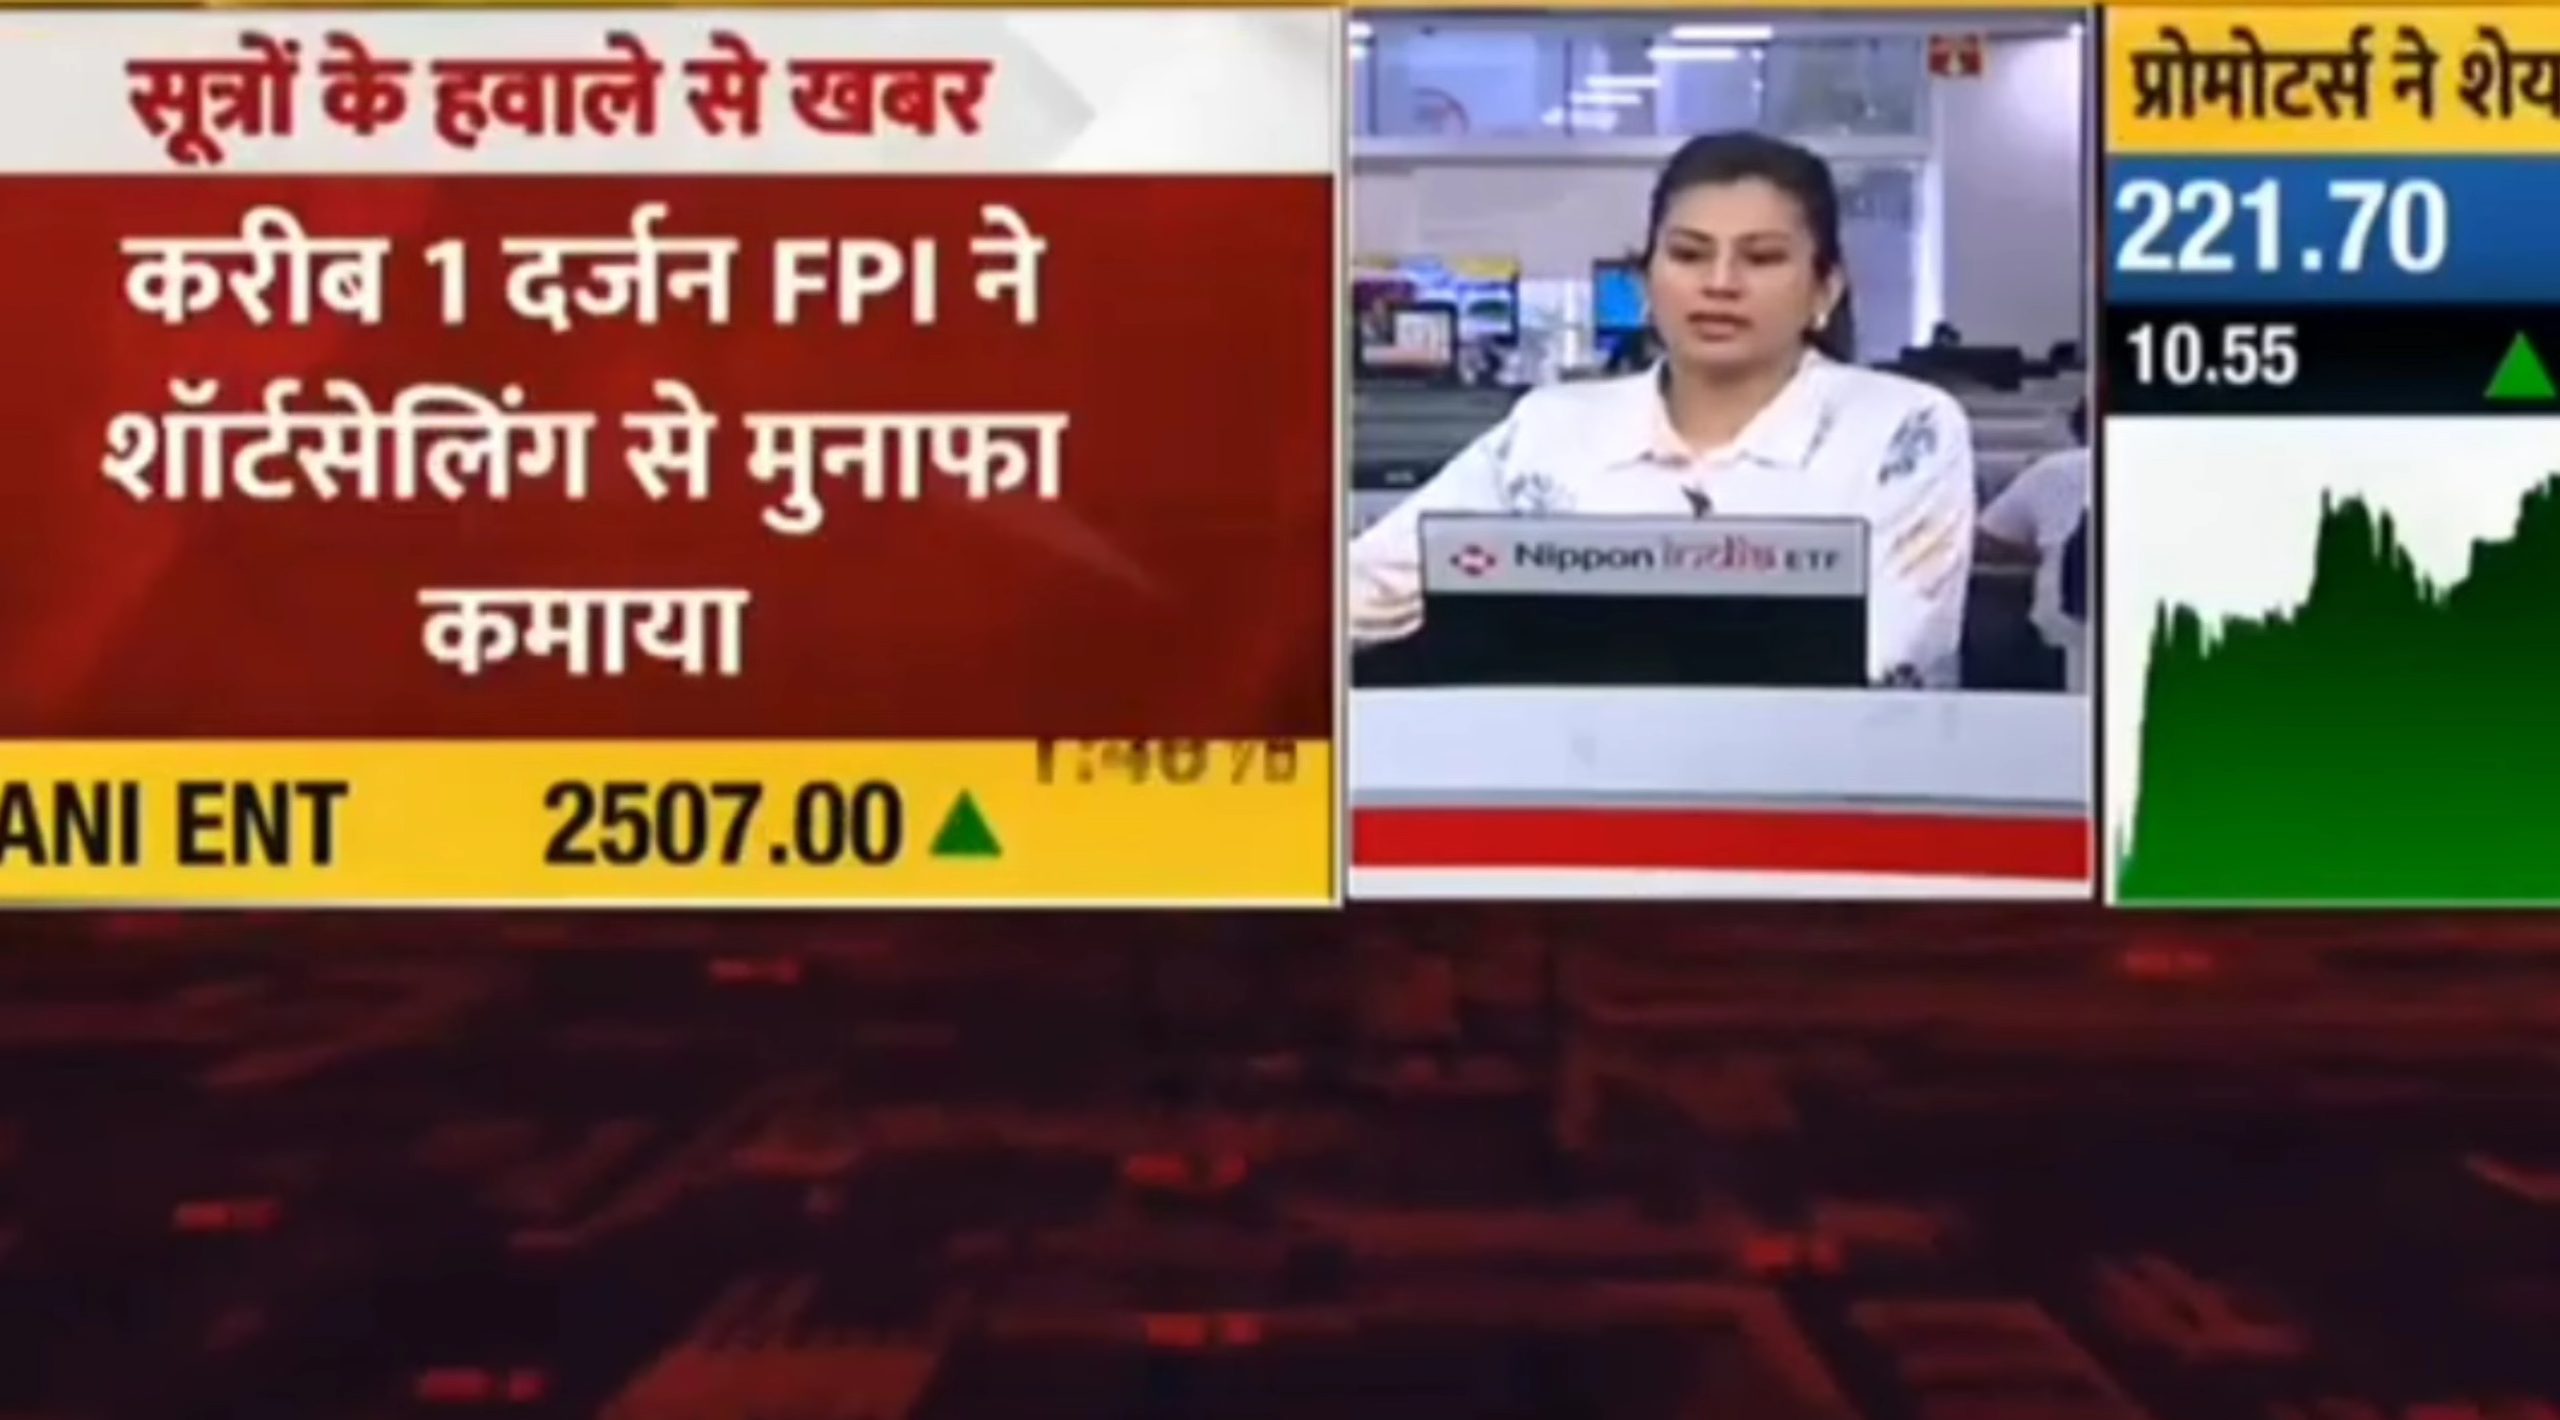 सूत्रों के हवाले से खबर
करीब 1 दर्जन FPI ने
शॉर्टसेलिंग से मुनाफा
कमाया
ANI ENT 2507.00
Nippon india ETF
प्रोमोटर्स ने शेय
221.70
10.55